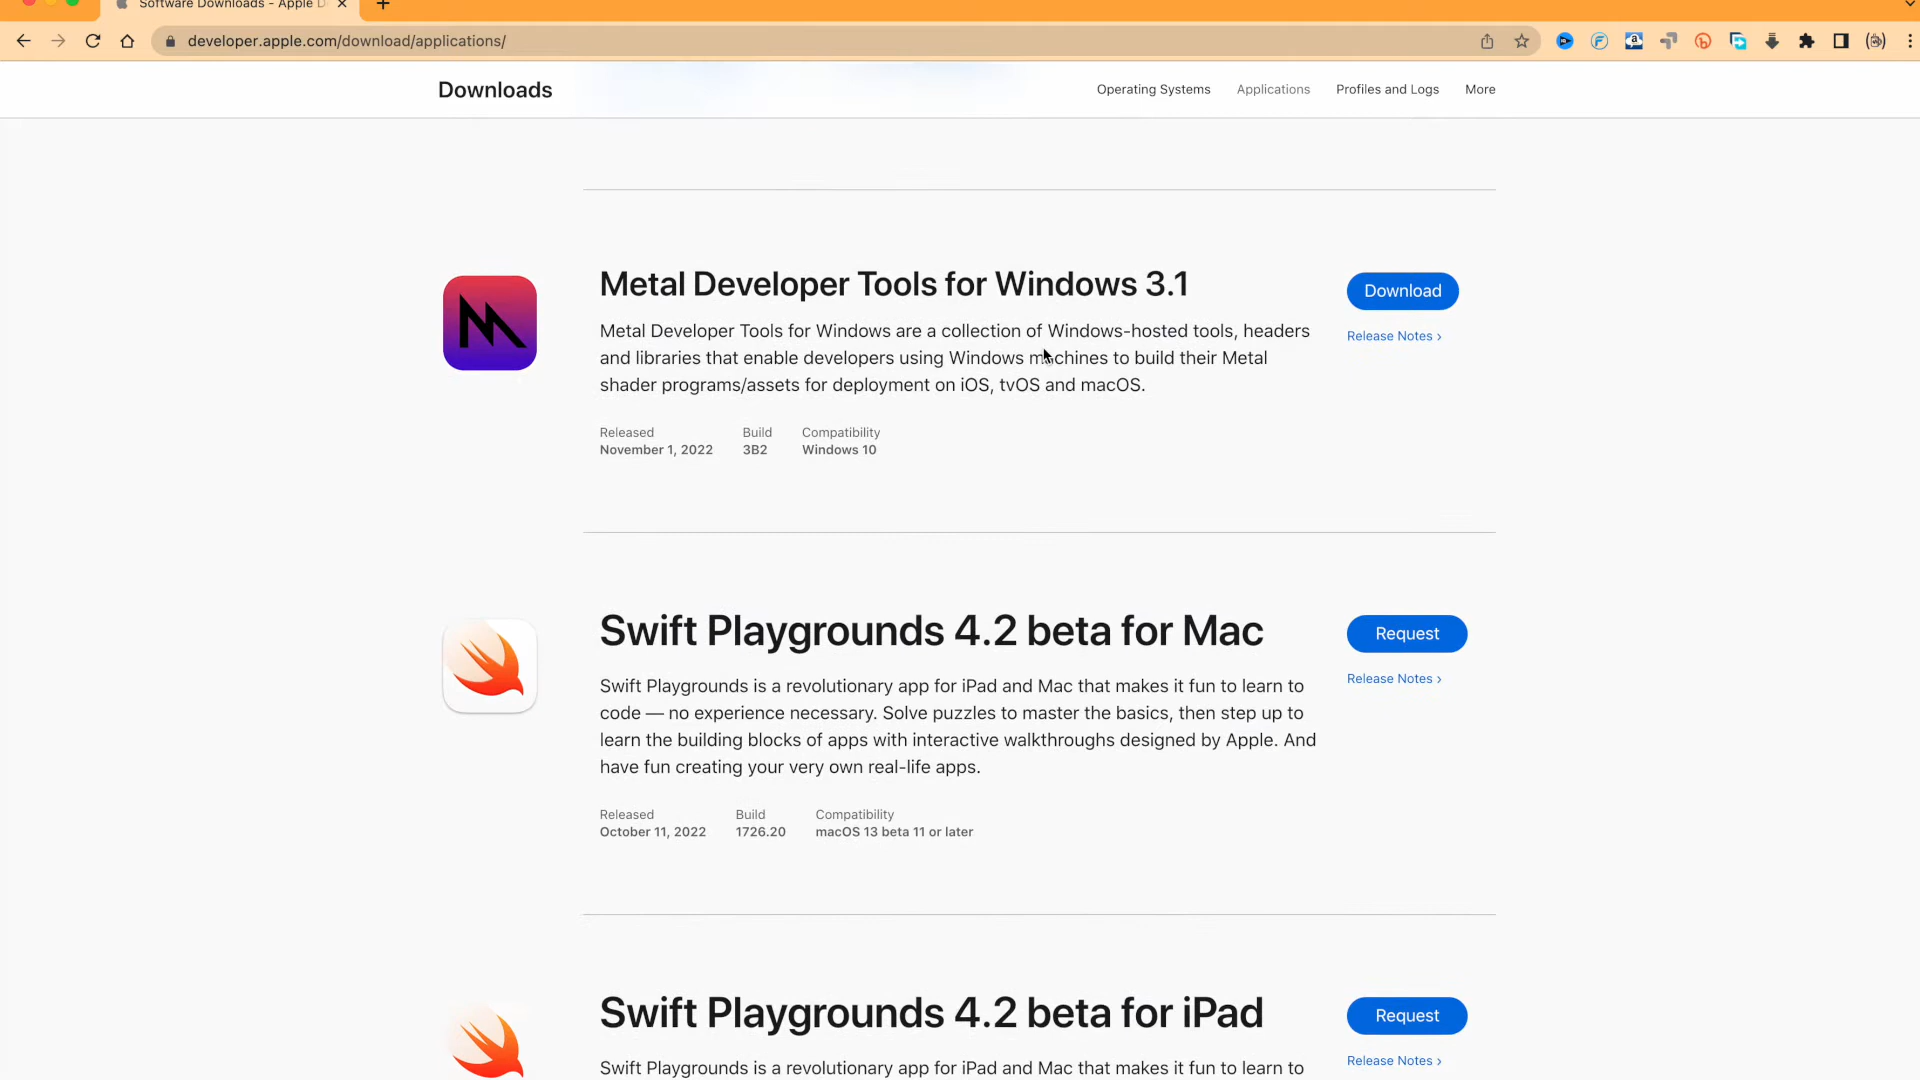 Software Downloads - Apple D
developer.apple.com/download/applications/
Downloads
Operating Systems
Applications
Profiles and Logs
More
Metal Developer Tools for Windows 3.1
Download
Metal Developer Tools for Windows are a collection of Windows-hosted tools, headers
Release Notes ›
and libraries that enable developers using Windows machines to build their Metal
shader programs/assets for deployment on iOS, tvOS and macOS.
Released
Build
Compatibility
November 1, 2022
3B2
Windows 10
Swift Playgrounds 4.2 beta for Mac
Request
Release Notes ›
Swift Playgrounds is a revolutionary app for iPad and Mac that makes it fun to learn to
code — no experience necessary. Solve puzzles to master the basics, then step up to
learn the building blocks of apps with interactive walkthroughs designed by Apple. And
have fun creating your very own real-life apps.
Released
Build
Compatibility
October 11, 2022
1726.20
macOS 13 beta 11 or later
Swift Playgrounds 4.2 beta for iPad
Request
Release Notes ›
Swift Playgrounds is a revolutionary app for iPad and Mac that makes it fun to learn to